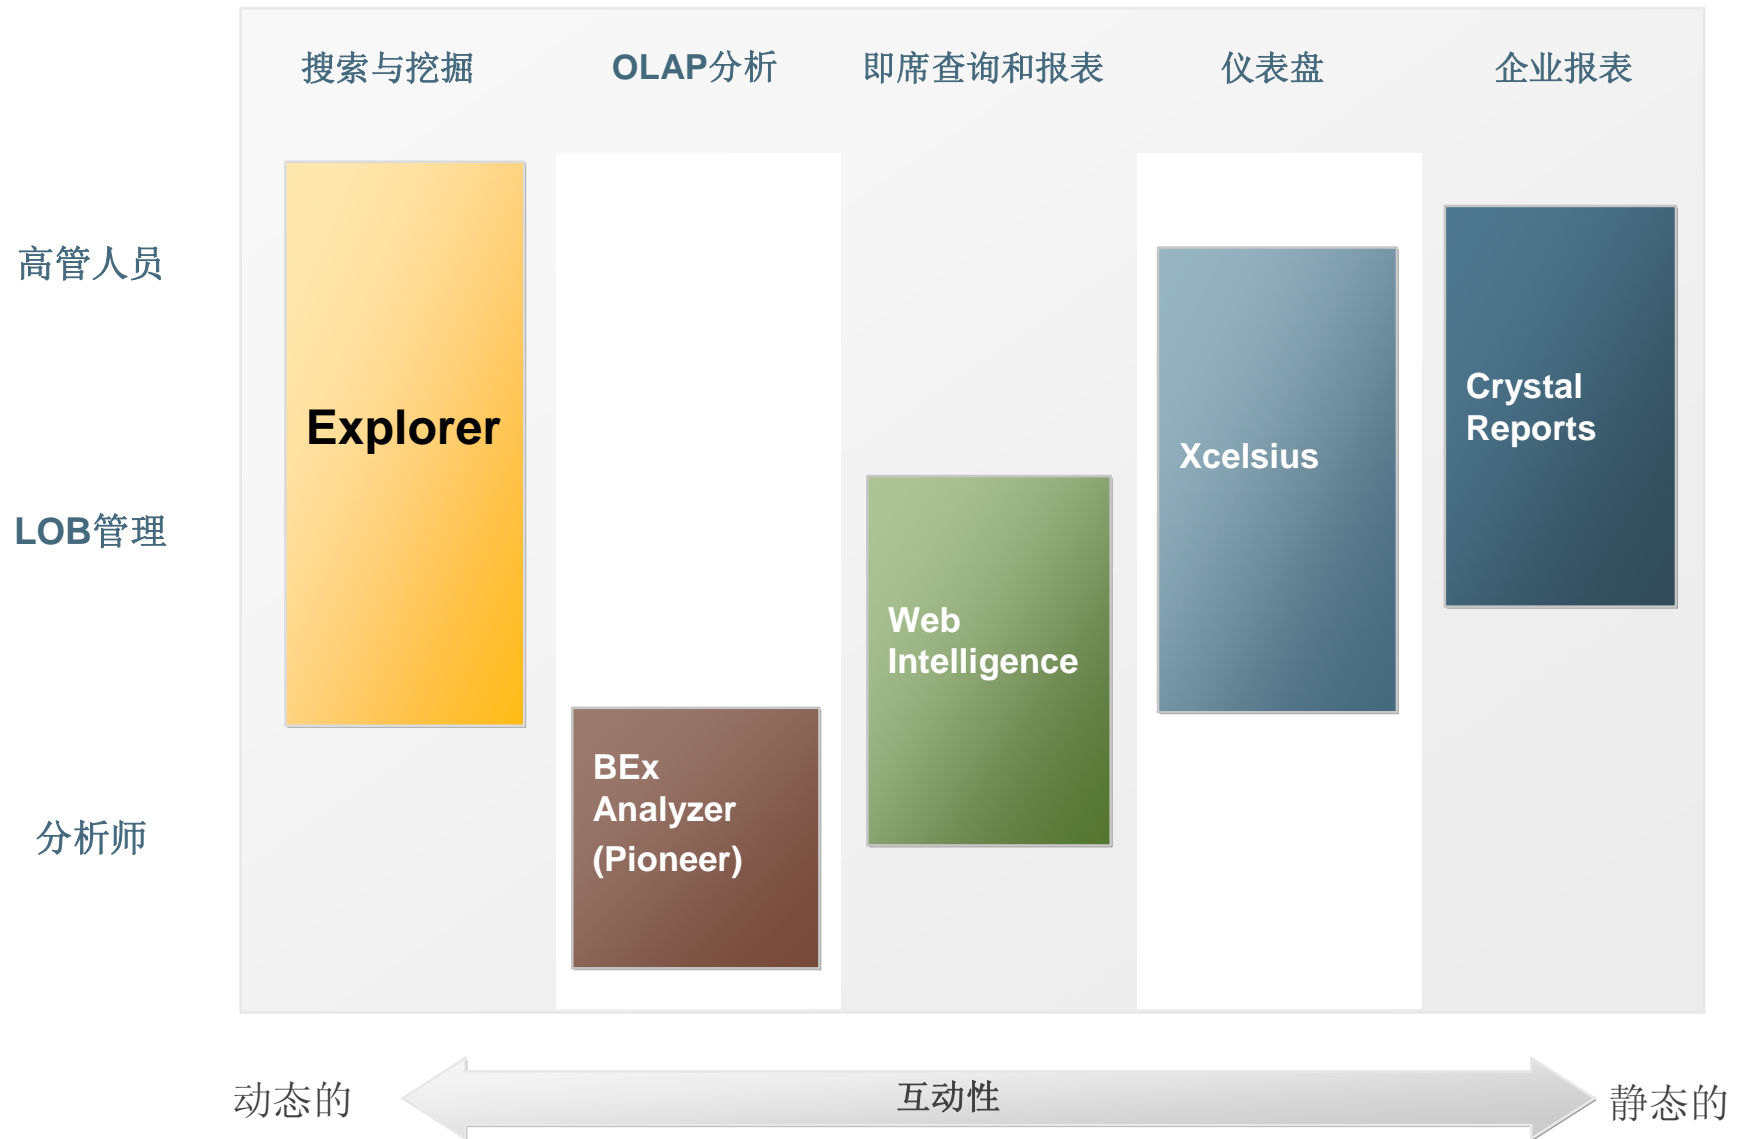 搜索与挖掘
OLAP分析
即席查询和报表
仪表盘
企业报表
高管人员
LOB管理
分析师
Explorer
BEx
Analyzer
(Pioneer)
Web
Intelligence
Xcelsius
Crystal
Reports
动态的
互动性
静态的